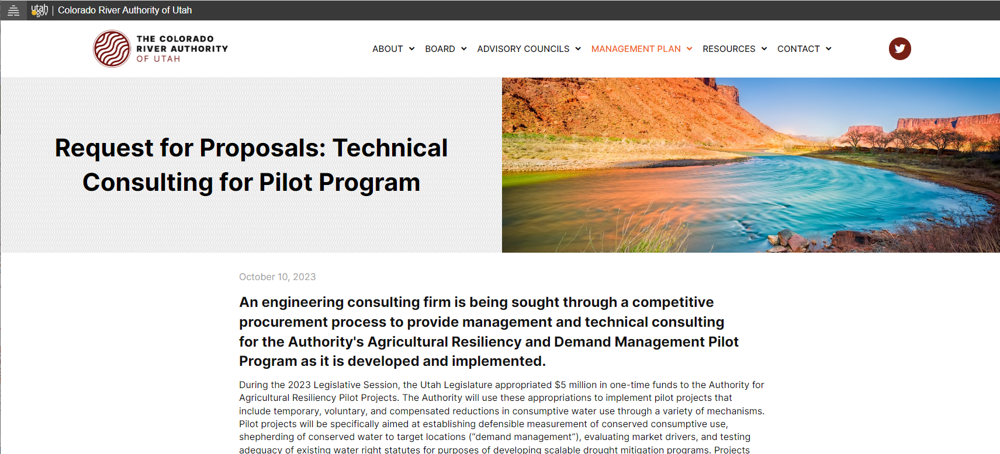 utah gov | Colorado River Authority of Utah
THE COLORADO
RIVER AUTHORITY
OF UTAH
ABOUT BOARD ADVISORY COUNCILS MANAGEMENT PLAN RESOURCES CONTACT
Request for Proposals: Technical
Consulting for Pilot Program
October 10, 2023
An engineering consulting firm is being sought through a competitive
procurement process to provide management and technical consulting
for the Authority's Agricultural Resiliency and Demand Management Pilot
Program as it is developed and implemented.
During the 2023 Legislative Session, the Utah Legislature appropriated $5 million in one-time funds to the Authority for
Agricultural Resiliency Pilot Projects. The Authority will use these appropriations to implement pilot projects that
include temporary, voluntary, and compensated reductions in consumptive water use through a variety of mechanisms.
Pilot projects will be specifically aimed at establishing defensible measurement of conserved consumptive use,
shepherding of conserved water to target locations (“demand management”), evaluating market drivers, and testing
adequacy of existing water right statutes for purposes of developing scalable drought mitigation programs. Projects